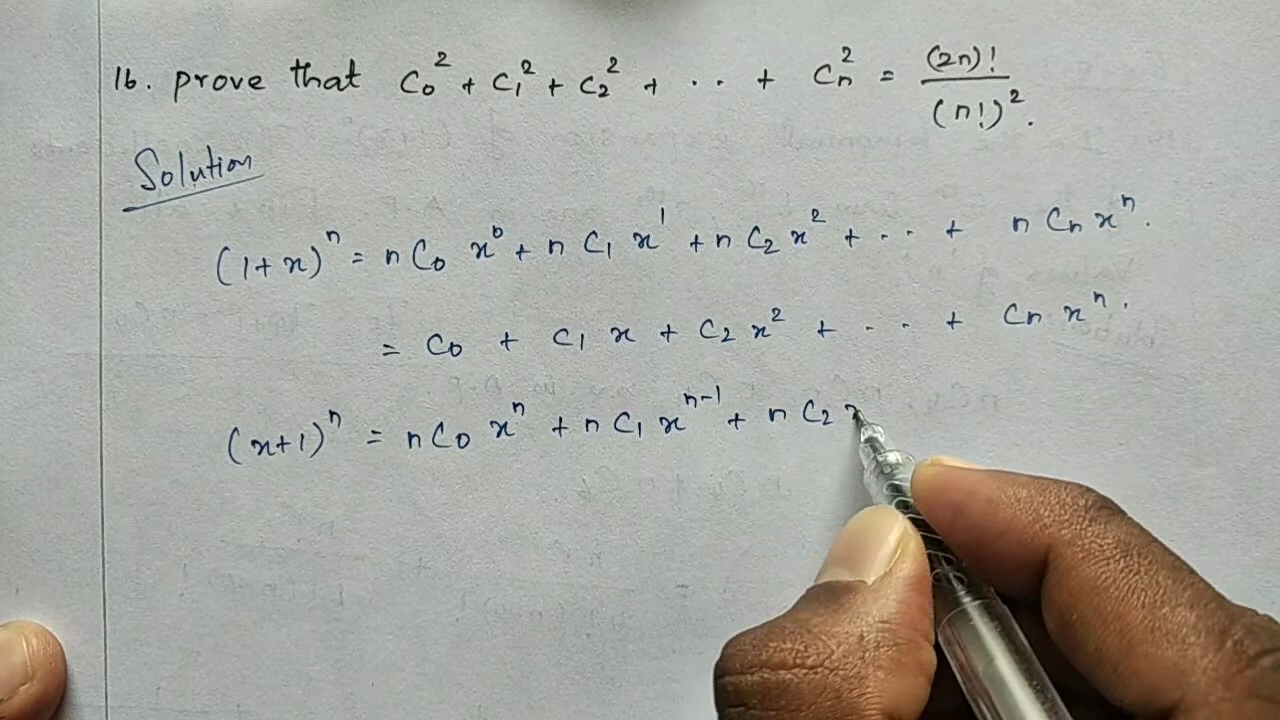 16. prove that C₀² + C₁² + C₂² + .. + Cₙ² = (2n)!/(n!)².
Solution
(1+x)ⁿ = nC₀ x⁰ + nC₁ x¹ + nC₂ x² + ... + nCₙ xⁿ.
= C₀ + C₁ x + C₂ x² + ... + Cₙ xⁿ.
(x+1)ⁿ = nC₀ xⁿ + nC₁ xⁿ⁻¹ + nC₂ x